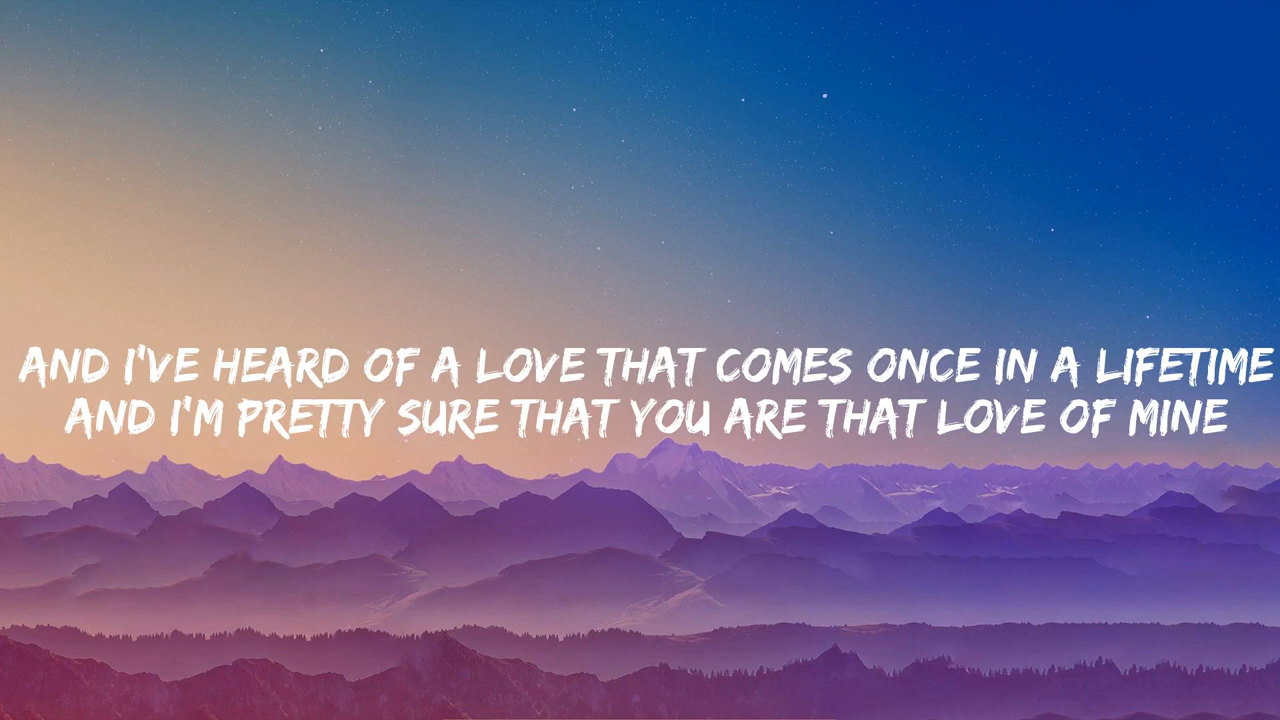 AND I'VE HEARD OF A LOVE THAT COMES ONCE IN A LIFETIME
AND I'M PRETTY SURE THAT YOU ARE THAT LOVE OF MINE